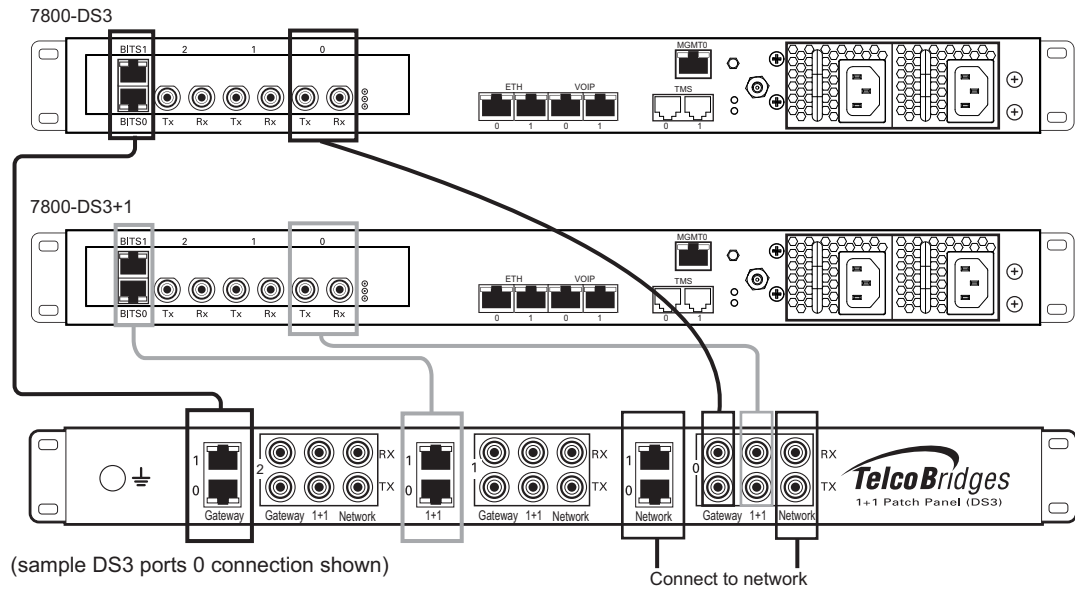 7800-DS3
BITS1 2 1 0
BITS0 Tx Rx Tx Rx Tx Rx
ETH VOIP
0 1 0 1
MGMT0
TMS
0 1
7800-DS3+1
BITS1 2 1 0
BITS0 Tx Rx Tx Rx Tx Rx
ETH VOIP
0 1 0 1
MGMT0
TMS
0 1
1
0
Gateway
2
RX
TX
Gateway 1+1 Network
1
0
1+1
1
RX
TX
Gateway 1+1 Network
1
0
Network
0
RX
TX
Gateway 1+1 Network
TelcoBridges
1+1 Patch Panel (DS3)
(sample DS3 ports 0 connection shown)
Connect to network